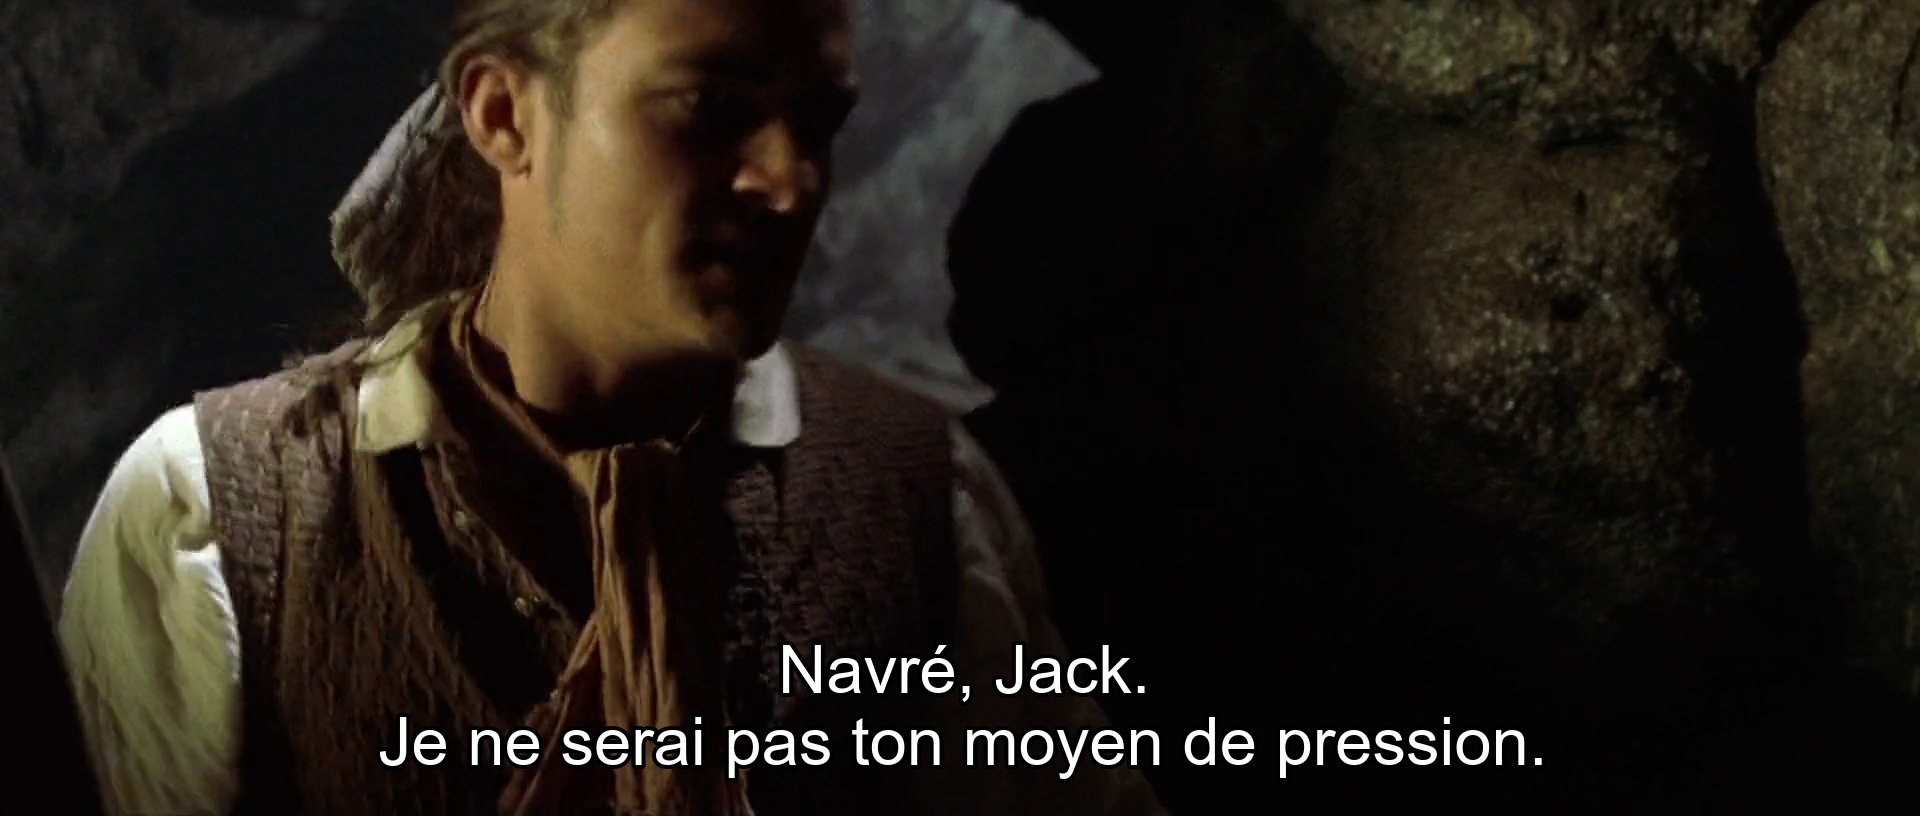 Navré, Jack.
Je ne serai pas ton moyen de pression.